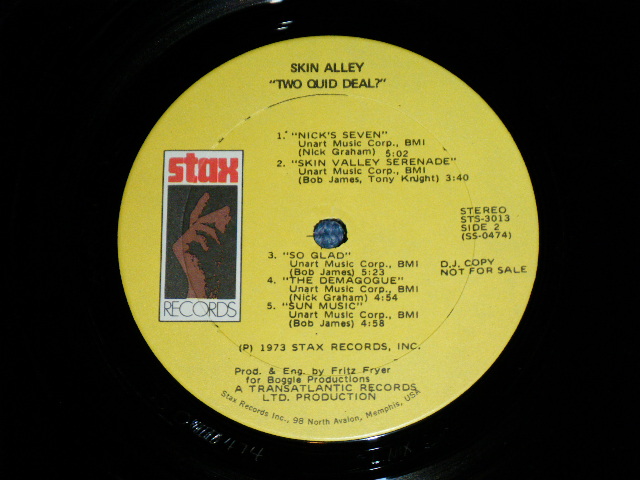 SKIN ALLEY
"TWO QUID DEAL?"
1. "NICK'S SEVEN"
Unart Music Corp., BMI
(Nick Graham) 5:02
2. "SKIN VALLEY SERENADE"
Unart Music Corp., BMI
(Bob James, Tony Knight) 3:40
stax
RECORDS
STEREO
STS-3013
SIDE 2
(SS-0474)
3. "SO GLAD"
Unart Music Corp., BMI
(Bob James) 5:23
4. "THE DEMAGOGUE"
Unart Music Corp., BMI
(Nick Graham) 4:54
5. "SUN MUSIC"
Unart Music Corp., BMI
(Bob James) 4:58
D.J. COPY
NOT FOR SALE
(P) 1973 STAX RECORDS, INC.
Prod. & Eng. by Fritz Fryer
for Boggle Productions
A TRANSATLANTIC RECORDS
LTD. PRODUCTION
Stax Records Inc., 98 North Avalon, Memphis, USA